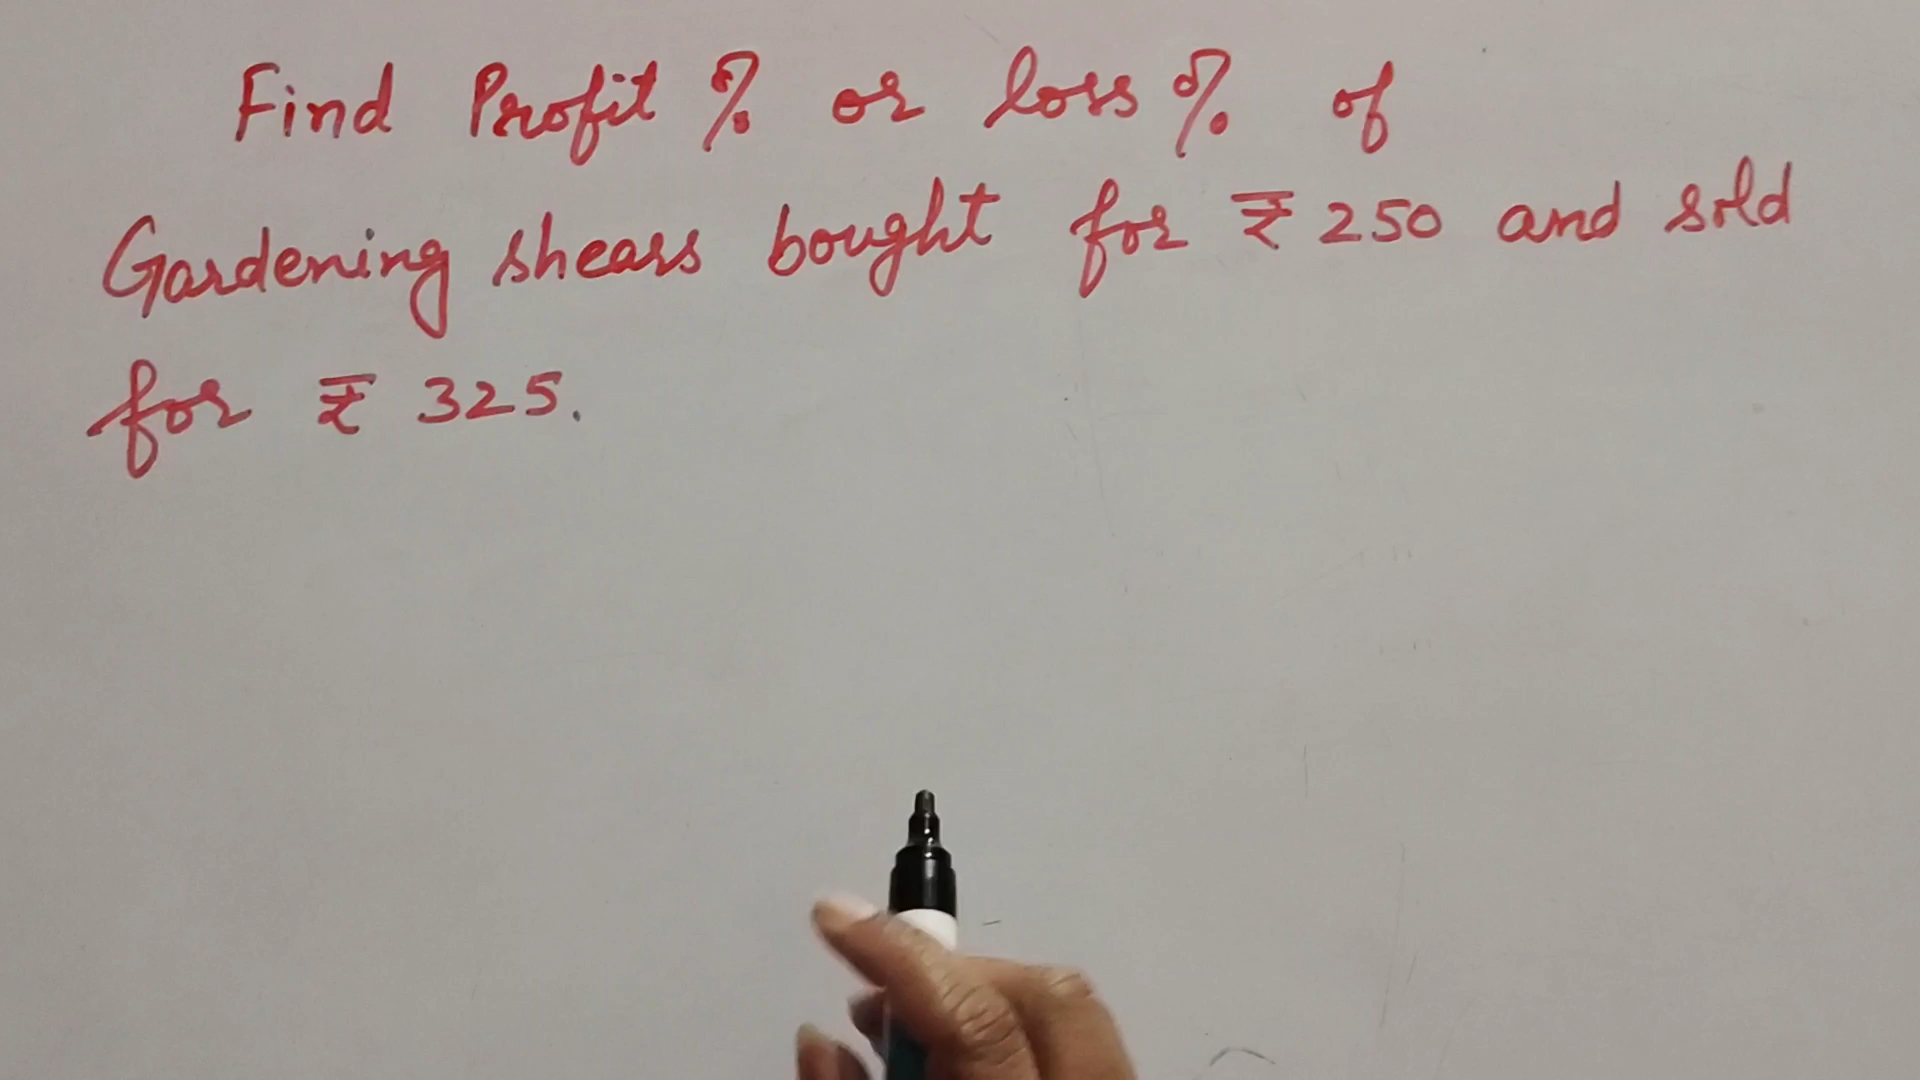 Find Profit % or loss % of
Gardening shears bought for ₹ 250 and sold
for ₹ 325.